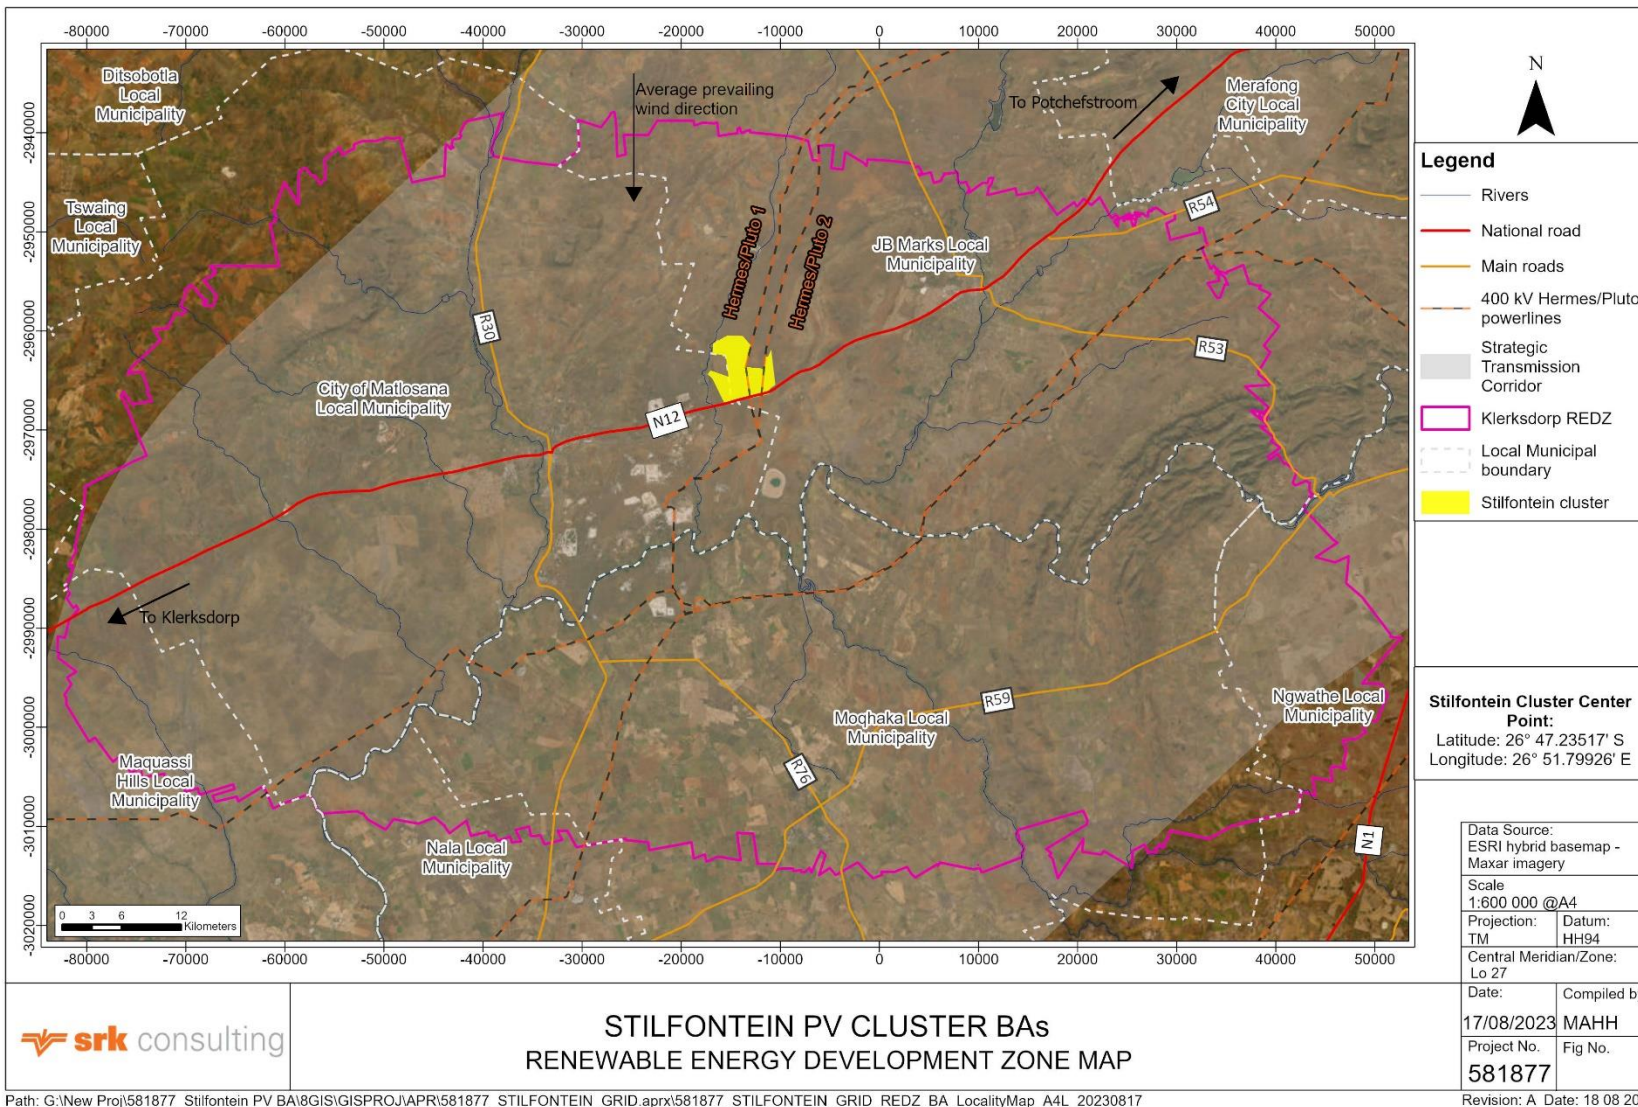 -80000 -70000 -60000 -50000 -40000 -30000 -20000 -10000 0 10000 20000 30000 40000 50000
-2940000
-2950000
-2960000
-2970000
-2980000
-2990000
-3000000
-3010000
-3020000
Ditsobotla
Local
Municipality
Average prevailing
wind direction
To Potchefstroom
Merafong
City Local
Municipality
Tswaing
Local
Municipality
R54
Hermes/Pluto 1
Hermes/Pluto 2
JB Marks Local
Municipality
R30
R53
City of Matlosana
Local Municipality
N12
To Klerksdorp
R59
Ngwathe Local
Municipality
Moqhaka Local
Municipality
Maquassi
Hills Local
Municipality
R76
Nala Local
Municipality
N1
0 3 6 12
Kilometers
-80000 -70000 -60000 -50000 -40000 -30000 -20000 -10000 0 10000 20000 30000 40000 50000
N
Legend
Rivers
National road
Main roads
400 kV Hermes/Pluto
powerlines
Strategic
Transmission
Corridor
Klerksdorp REDZ
Local Municipal
boundary
Stilfontein cluster
Stilfontein Cluster Center
Point:
Latitude: 26° 47.23517' S
Longitude: 26° 51.79926' E
Data Source:
ESRI hybrid basemap -
Maxar imagery
Scale
1:600 000 @A4
Projection: Datum:
TM HH94
Central Meridian/Zone:
Lo 27
Date: Compiled b
17/08/2023 MAHH
Project No. Fig No.
581877
srk consulting
STILFONTEIN PV CLUSTER BAs
RENEWABLE ENERGY DEVELOPMENT ZONE MAP
Path: G:\New Proj\581877_Stilfontein PV BA\8GIS\GISPROJ\APR\581877_STILFONTEIN_GRID.aprx\581877_STILFONTEIN_GRID_REDZ_BA_LocalityMap_A4L_20230817
Revision: A Date: 18 08 20